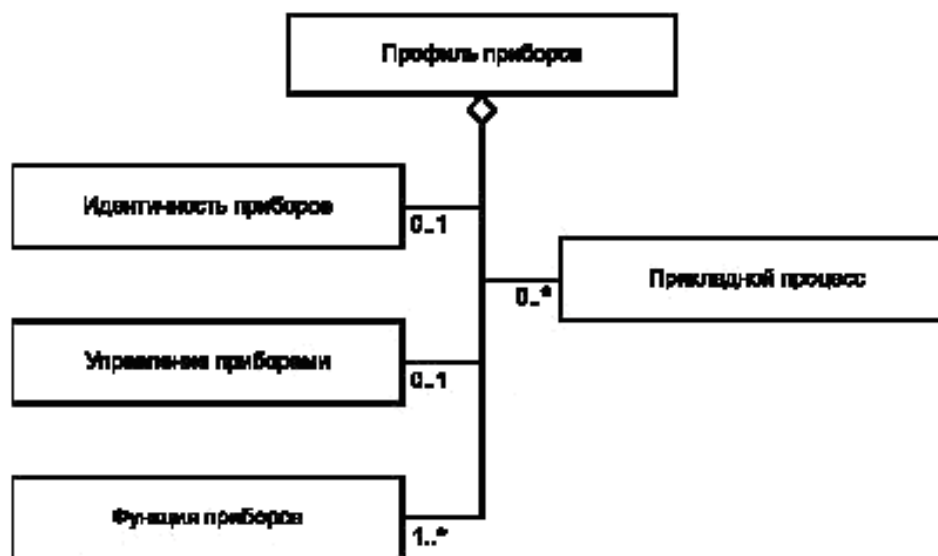 Профиль приборов
Идентичность приборов
0..1
Прикладной процесс
0..*
Управление приборами
0..1
Функция приборов
1..*